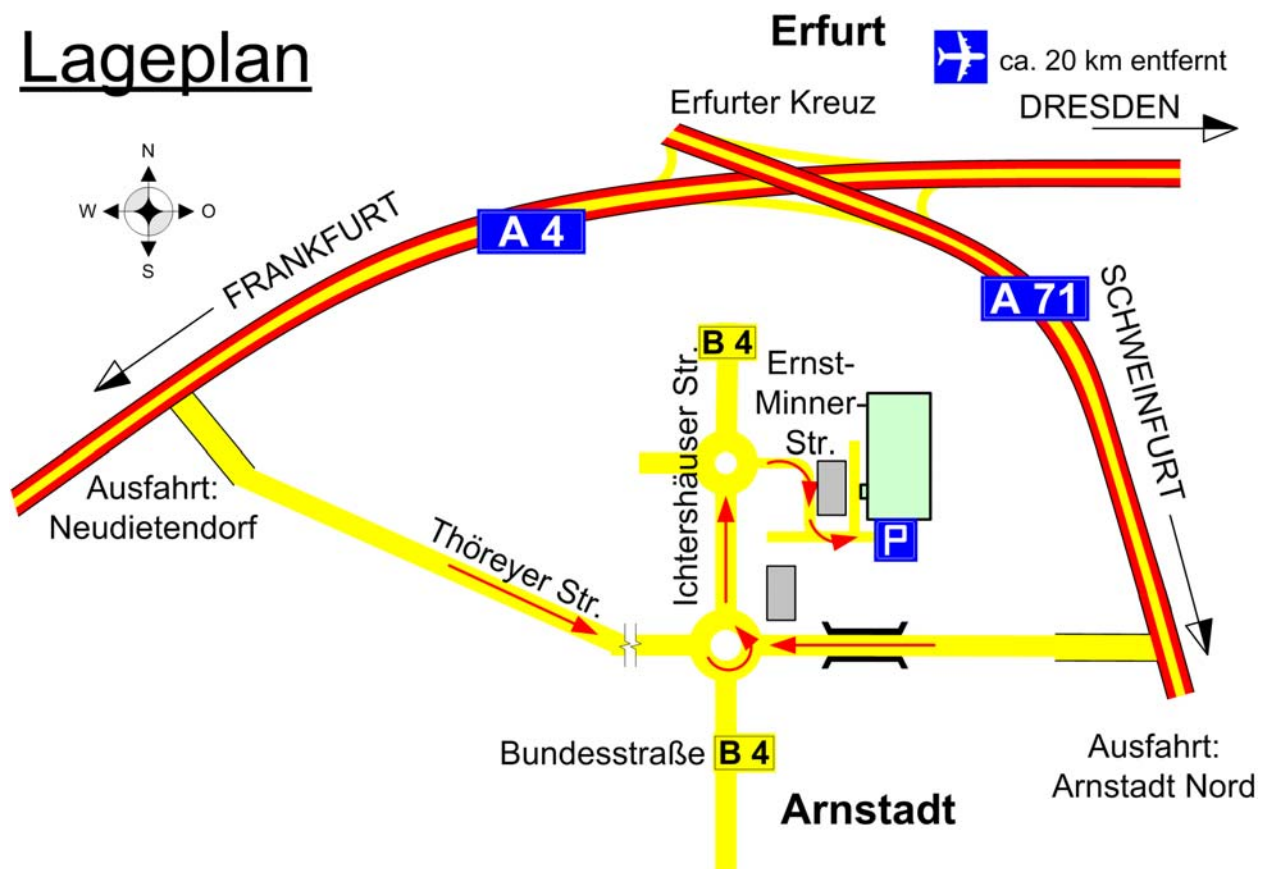 Lageplan
Erfurt
ca. 20 km entfernt
Erfurter Kreuz
DRESDEN
N
W
O
S
FRANKFURT
A 4
A 71
SCHWEINFURT
B 4
Ichtershäuser Str.
Ernst-
Minner-
Str.
Ausfahrt:
Neudietendorf
Thöreyer Str.
P
Bundesstraße
B 4
Ausfahrt:
Arnstadt Nord
Arnstadt